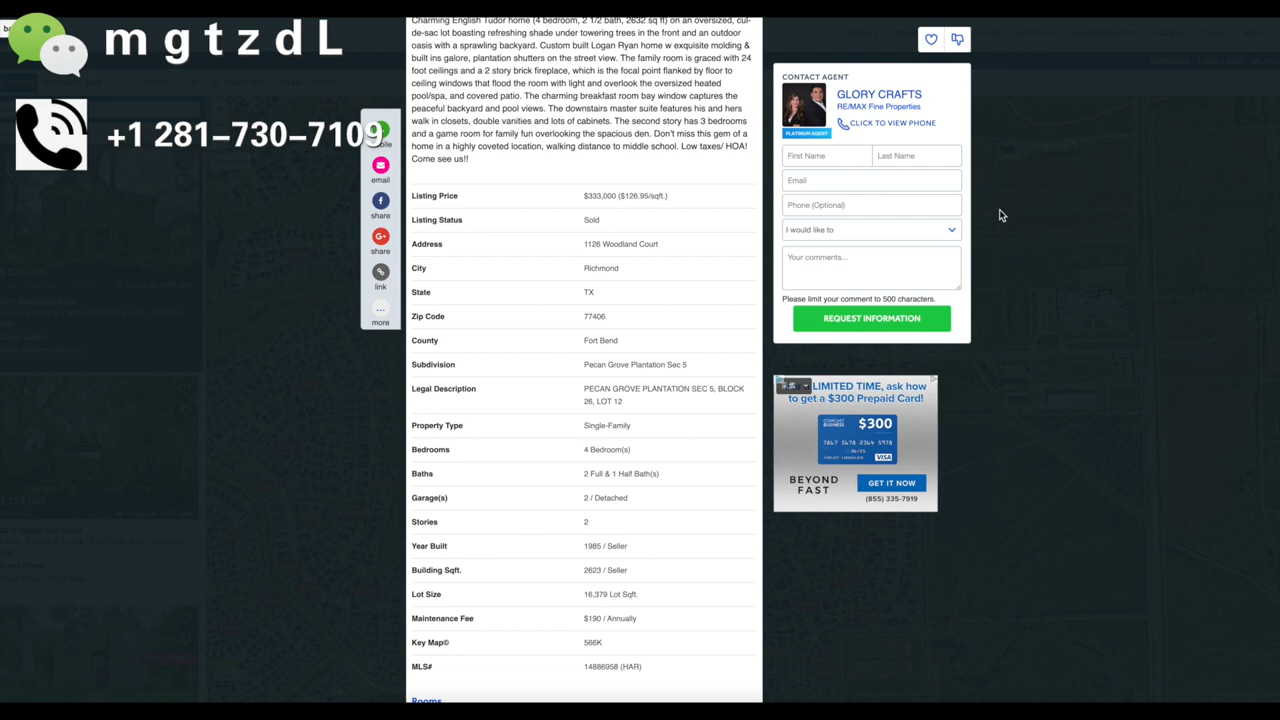 m g t z d L
+1 281-730-7109
Charming English Tudor home (4 bedroom, 2 1/2 bath, 2632 sq ft) on an oversized, cul-
de-sac lot boasting refreshing shade under towering trees in the front and an outdoor
oasis with a sprawling backyard. Custom built Logan Ryan home w exquisite molding &
built ins galore, plantation shutters on the street view. The family room is graced with 24
foot ceilings and a 2 story brick fireplace, which is the focal point flanked by floor to
ceiling windows that flood the room with light and overlook the oversized heated
pool/spa, and covered patio. The charming breakfast room bay window captures the
peaceful backyard and pool views. The downstairs master suite features his and hers
walk in closets, double vanities and lots of cabinets. The second story has 3 bedrooms
and a game room for family fun overlooking the spacious den. Don't miss this gem of a
home in a highly coveted location, walking distance to middle school. Low taxes/ HOA!
Come see us!!
email
share
share
link
more
Listing Price $333,000 ($126.95/sqft.)
Listing Status Sold
Address 1126 Woodland Court
City Richmond
State TX
Zip Code 77406
County Fort Bend
Subdivision Pecan Grove Plantation Sec 5
Legal Description PECAN GROVE PLANTATION SEC 5, BLOCK
26, LOT 12
Property Type Single-Family
Bedrooms 4 Bedroom(s)
Baths 2 Full & 1 Half Bath(s)
Garage(s) 2 / Detached
Stories 2
Year Built 1985 / Seller
Building Sqft. 2623 / Seller
Lot Size 16,379 Lot Sqft.
Maintenance Fee $190 / Annually
Key Map© 566K
MLS# 14886958 (HAR)
Rooms
CONTACT AGENT
GLORY CRAFTS
RE/MAX Fine Properties
CLICK TO VIEW PHONE
PLATINUM AGENT
First Name Last Name
Email
Phone (Optional)
I would like to
Your comments...
Please limit your comment to 500 characters.
REQUEST INFORMATION
LIMITED TIME, ask how
to get a $300 Prepaid Card!
COMCAST
BUSINESS
$300
7867 5678 2364 5978
VISA
BEYOND
FAST
GET IT NOW
(855) 335-7919